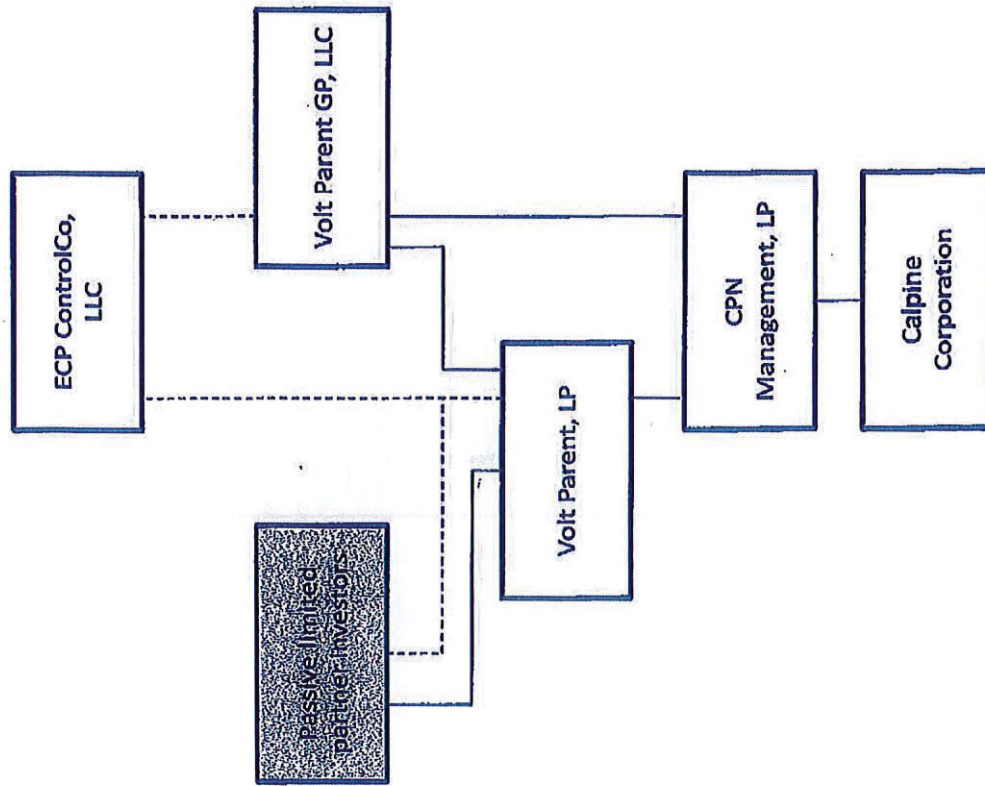 ECP ControlCo,
LLC
Volt Parent GP, LLC
Passive limited
partner investors
Volt Parent, LP
CPN
Management, LP
Calpine
Corporation